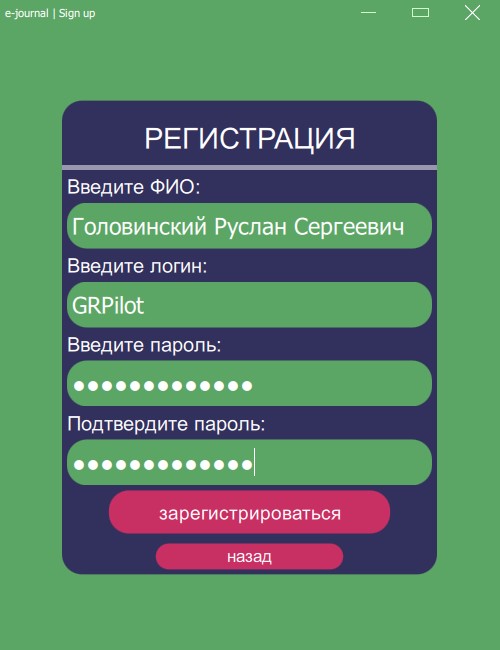 e-journal | Sign up
РЕГИСТРАЦИЯ
Введите ФИО:
Головинский Руслан Сергеевич
Введите логин:
GRPilot
Введите пароль:
●●●●●●●●●●●●●
Подтвердите пароль:
●●●●●●●●●●●●●
зарегистрироваться
назад